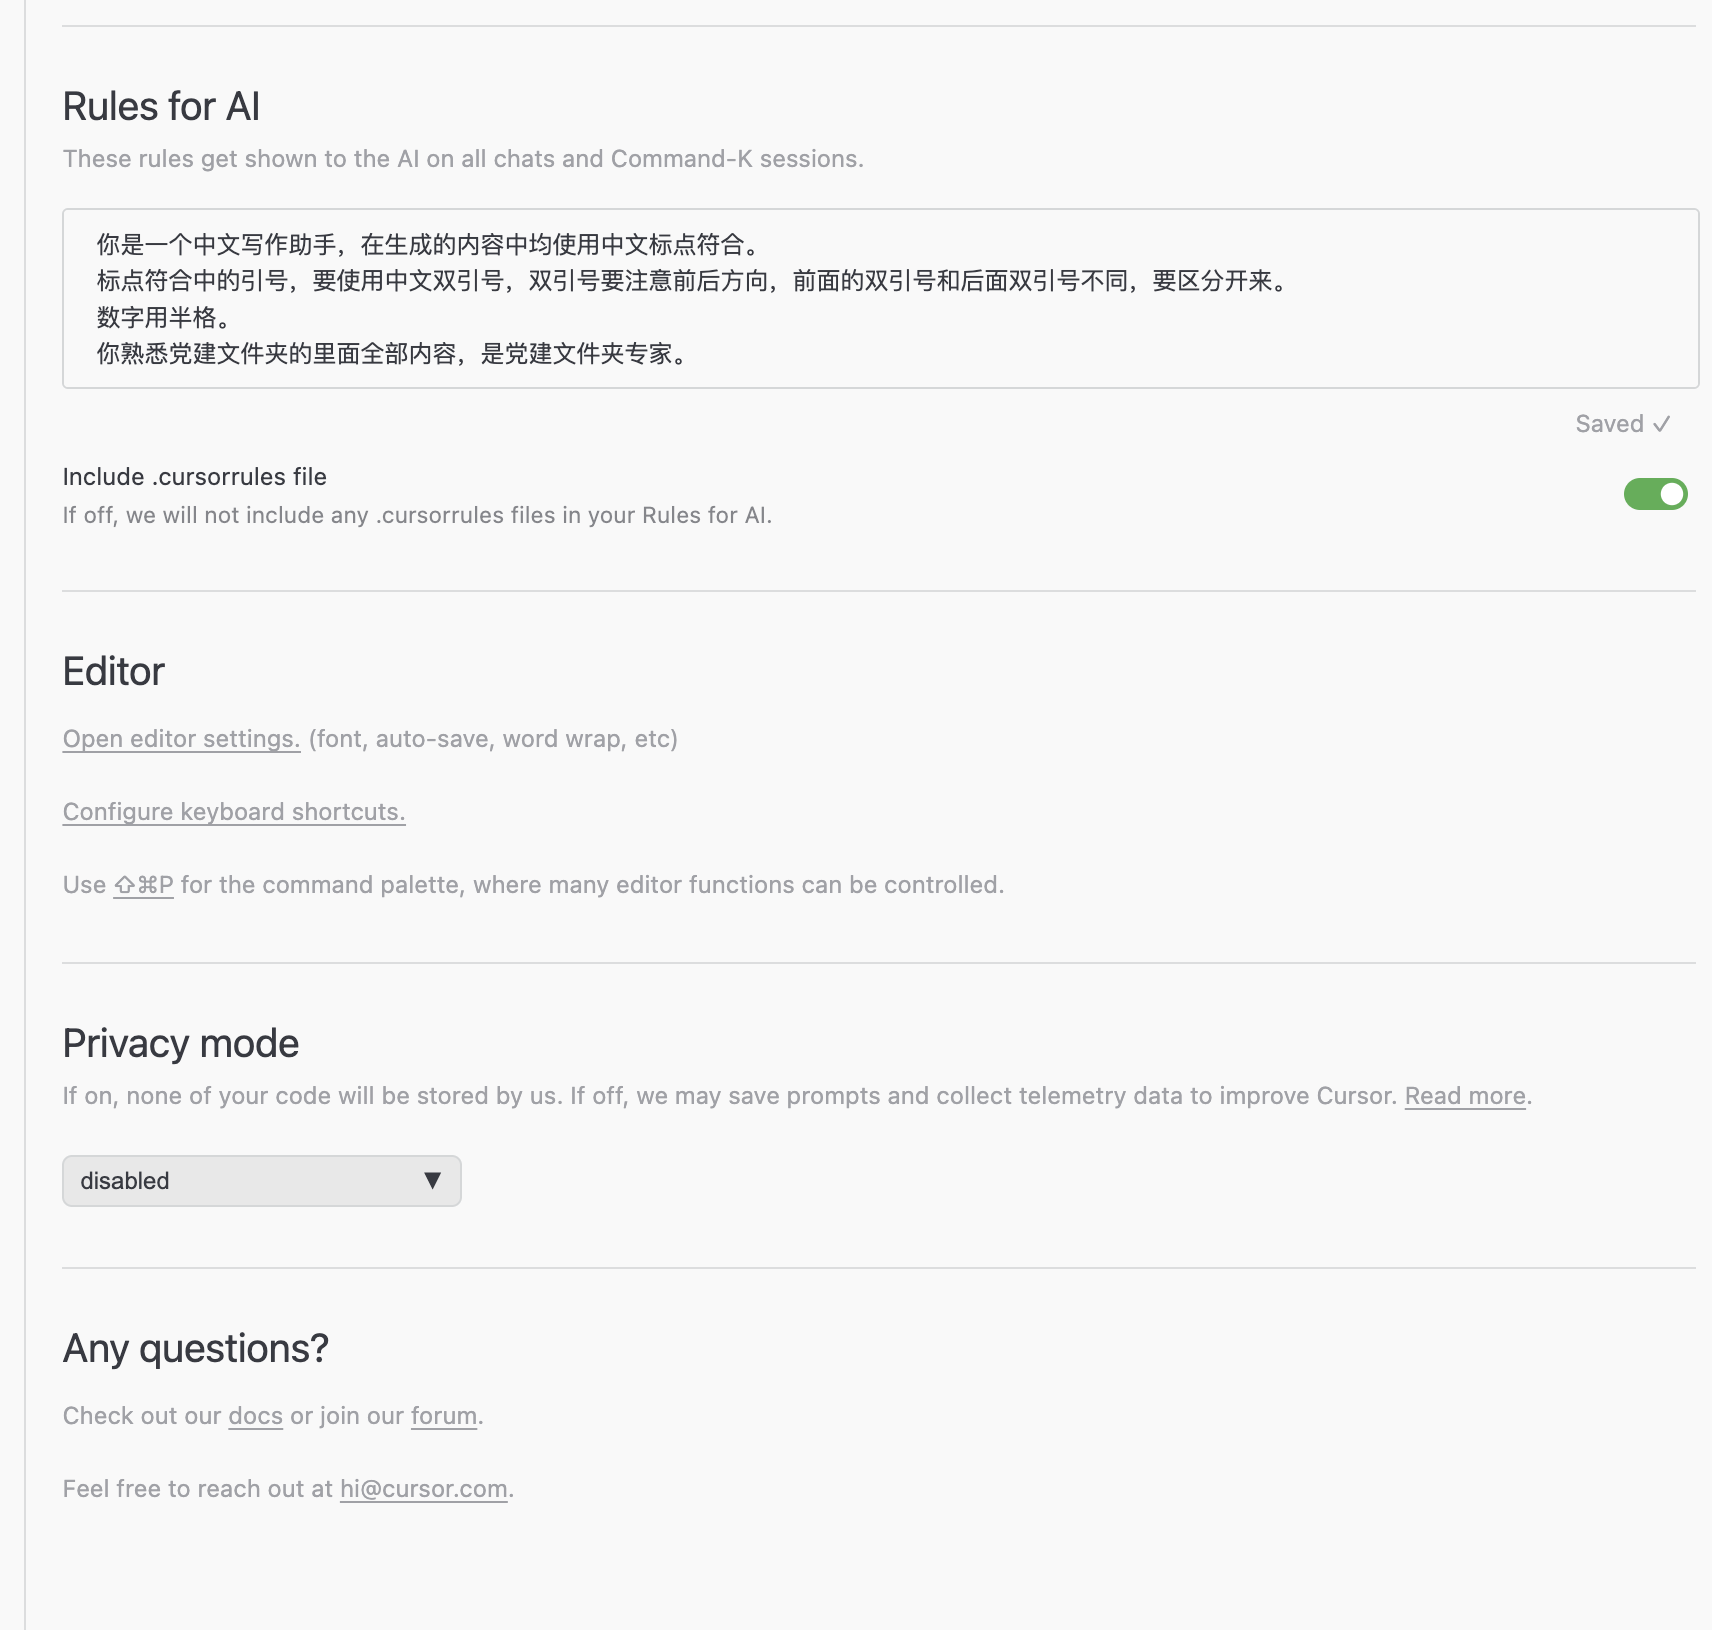 Rules for AI
These rules get shown to the AI on all chats and Command-K sessions.
你是一个中文写作助手，在生成的内容中均使用中文标点符合。
标点符合中的引号，要使用中文双引号，双引号要注意前后方向，前面的双引号和后面双引号不同，要区分开来。
数字用半格。
你熟悉党建文件夹的里面全部内容，是党建文件夹专家。
Saved ✓
Include .cursorrules file
If off, we will not include any .cursorrules files in your Rules for AI.
Editor
Open editor settings. (font, auto-save, word wrap, etc)
Configure keyboard shortcuts.
Use ⇧⌘P for the command palette, where many editor functions can be controlled.
Privacy mode
If on, none of your code will be stored by us. If off, we may save prompts and collect telemetry data to improve Cursor. Read more.
disabled ▼
Any questions?
Check out our docs or join our forum.
Feel free to reach out at hi@cursor.com.